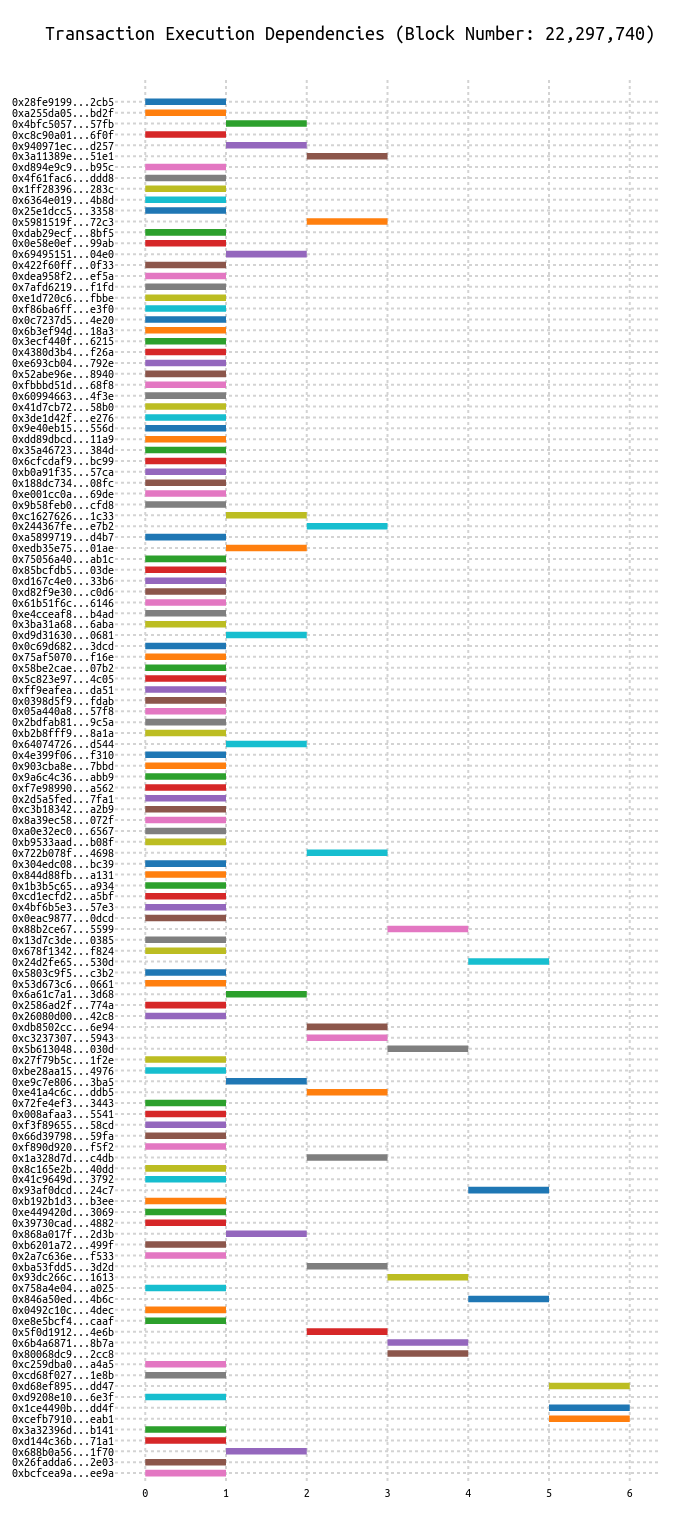 Transaction Execution Dependencies (Block Number: 22,297,740)
0x28fe9199...2cb5
0xa255da05...bd2f
0x4bfc5057...57fb
0xc8c90a01...6f0f
0x940971ec...d257
0x3a11389e...51e1
0xd894e9c9...b95c
0x4f61fac6...ddd8
0x1ff28396...283c
0x6364e019...4b8d
0x25e1dcc5...3358
0x5981519f...72c3
0xdab29ecf...8bf5
0x0e58e0ef...99ab
0x69495151...04e0
0x422f60ff...0f33
0xdea958f2...ef5a
0x7afd6219...f1fd
0xe1d720c6...fbbe
0xf86ba6ff...e3f0
0x0c7237d5...4e20
0x6b3ef94d...18a3
0x3ecf440f...6215
0x4380d3b4...f26a
0xe693cb04...792e
0x52abe96e...8940
0xfbbbd51d...68f8
0x60994663...4f3e
0x41d7cb72...58b0
0x3de1d42f...e276
0x9e40eb15...556d
0xdd89dbcd...11a9
0x35a46723...384d
0x6cfcdaf9...bc99
0xb0a91f35...57ca
0x188dc734...08fc
0xe001cc0a...69de
0x9b58feb0...cfd8
0xc1627626...1c33
0x244367fe...e7b2
0xa5899719...d4b7
0xedb35e75...01ae
0x75056a40...ab1c
0x85bcfdb5...03de
0xd167c4e0...33b6
0xd82f9e30...c0d6
0x61b51f6c...6146
0xe4cceaf8...b4ad
0x3ba31a68...6aba
0xd9d31630...0681
0x0c69d682...3dcd
0x75af5070...f16e
0x58be2cae...07b2
0x5c823e97...4c05
0xff9eafea...da51
0x0398d5f9...fdab
0x05a440a8...57f8
0x2bdfab81...9c5a
0xb2b8fff9...8a1a
0x64074726...d544
0x4e399f06...f310
0x903cba8e...7bbd
0x9a6c4c36...abb9
0xf7e98990...a562
0x2d5a5fed...7fa1
0xc3b18342...a2b9
0x8a39ec58...072f
0xa0e32ec0...6567
0xb9533aad...b08f
0x722b078f...4698
0x304edc08...bc39
0x844d88fb...a131
0x1b3b5c65...a934
0xcd1ecfd2...a5bf
0x4bf6b5e3...57e3
0x0eac9877...0dcd
0x88b2ce67...5599
0x13d7c3de...0385
0x678f1342...f824
0x24d2fe65...530d
0x5803c9f5...c3b2
0x53d673c6...0661
0x6a61c7a1...3d68
0x2586ad2f...774a
0x26080d00...42c8
0xdb8502cc...6e94
0xc3237307...5943
0x5b613048...030d
0x27f79b5c...1f2e
0xbe28aa15...4976
0xe9c7e806...3ba5
0xe41a4c6c...ddb5
0x72fe4ef3...3443
0x008afaa3...5541
0xf3f89655...58cd
0x66d39798...59fa
0xf890d920...f5f2
0x1a328d7d...c4db
0x8c165e2b...40dd
0x41c9649d...3792
0x93af0dcd...24c7
0xb192b1d3...b3ee
0xe449420d...3069
0x39730cad...4882
0x868a017f...2d3b
0xb6201a72...499f
0x2a7c636e...f533
0xba53fdd5...3d2d
0x93dc266c...1613
0x758a4e04...a025
0x846a50ed...4b6c
0x0492c10c...4dec
0xe8e5bcf4...caaf
0x5f0d1912...4e6b
0x6b4a6871...8b7a
0x80068dc9...2cc8
0xc259dba0...a4a5
0xcd68f027...1e8b
0xd68ef895...dd47
0xd9208e10...6e3f
0x1ce4490b...dd4f
0xcefb7910...eab1
0x3a32396d...b141
0xd144c36b...71a1
0x688b0a56...1f70
0x26fadda6...2e03
0xbcfcea9a...ee9a
0 1 2 3 4 5 6